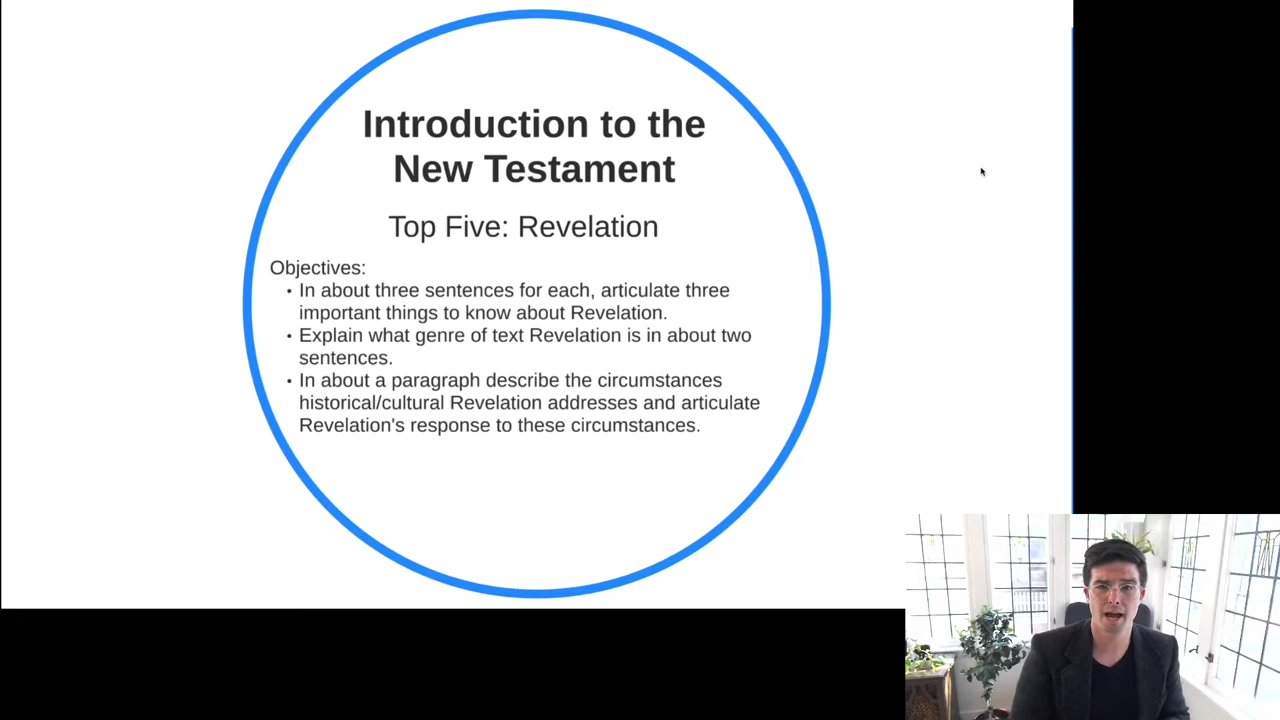 Introduction to the
New Testament
Top Five: Revelation
Objectives:
• In about three sentences for each, articulate three
important things to know about Revelation.
• Explain what genre of text Revelation is in about two
sentences.
• In about a paragraph describe the circumstances
historical/cultural Revelation addresses and articulate
Revelation's response to these circumstances.